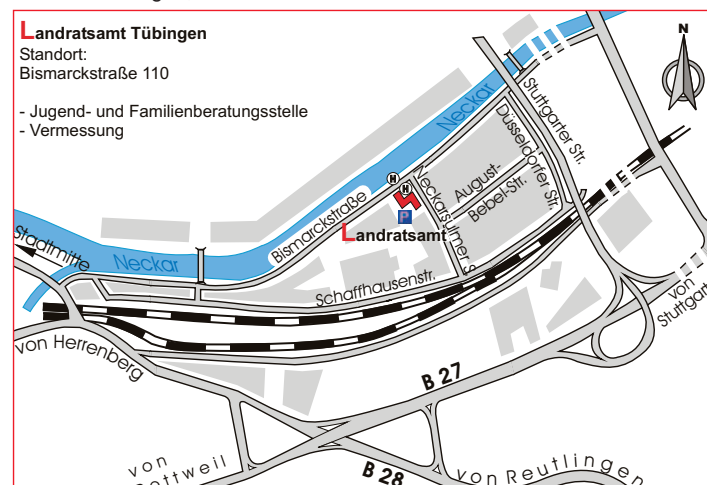 Landratsamt Tübingen
Standort:
Bismarckstraße 110
- Jugend- und Familienberatungsstelle
- Vermessung
N
Neckar
Stuttgarter Str.
Düsseldorfer Str.
H
H
August-
Bebel-Str.
Neckarsulmer S
Bismarckstraße
P
Landratsamt
Stadtmitte
Neckar
Schaffhausenstr.
von
Stuttgart
von Herrenberg
B 27
von
B 28
von Reutlingen